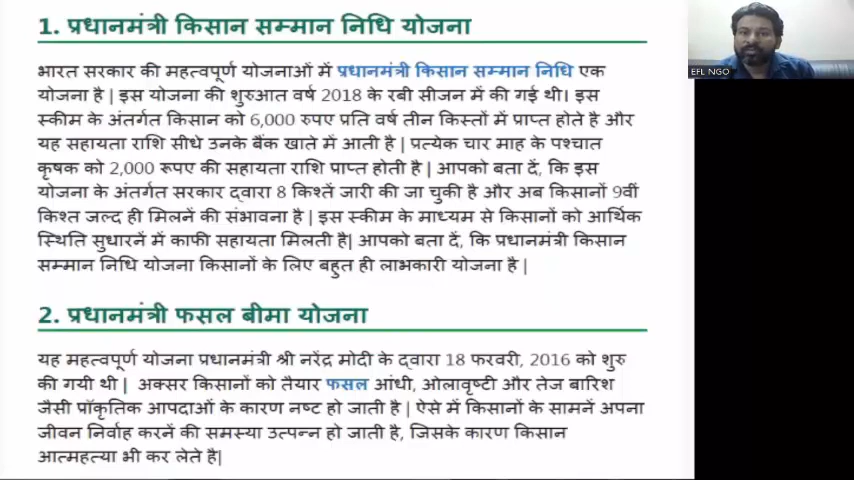 1. प्रधानमंत्री किसान सम्मान निधि योजना
भारत सरकार की महत्वपूर्ण योजनाओं में प्रधानमंत्री किसान सम्मान निधि एक
योजना है | इस योजना की शुरुआत वर्ष 2018 के रबी सीजन में की गई थी। इस
स्कीम के अंतर्गत किसान को 6,000 रुपए प्रति वर्ष तीन किस्तों में प्राप्त होते है और
यह सहायता राशि सीधे उनके बैंक खाते में आती है | प्रत्येक चार माह के पश्चात
कृषक को 2,000 रूपए की सहायता राशि प्राप्त होती है | आपको बता दें, कि इस
योजना के अंतर्गत सरकार द्वारा 8 किश्तें जारी की जा चुकी है और अब किसानों 9वीं
किश्त जल्द ही मिलनें की संभावना है | इस स्कीम के माध्यम से किसानों को आर्थिक
स्थिति सुधारनें में काफी सहायता मिलती है| आपको बता दें, कि प्रधानमंत्री किसान
सम्मान निधि योजना किसानों के लिए बहुत ही लाभकारी योजना है |
2. प्रधानमंत्री फसल बीमा योजना
यह महत्वपूर्ण योजना प्रधानमंत्री श्री नरेंद्र मोदी के द्वारा 18 फरवरी, 2016 को शुरु
की गयी थी | अक्सर किसानों को तैयार फसल आंधी, ओलावृष्टी और तेज बारिश
जैसी प्रॉकृतिक आपदाओं के कारण नष्ट हो जाती है | ऐसे में किसानों के सामनें अपना
जीवन निर्वाह करनें की समस्या उत्पन्न हो जाती है, जिसके कारण किसान
आत्महत्या भी कर लेते है|
EFL NGO